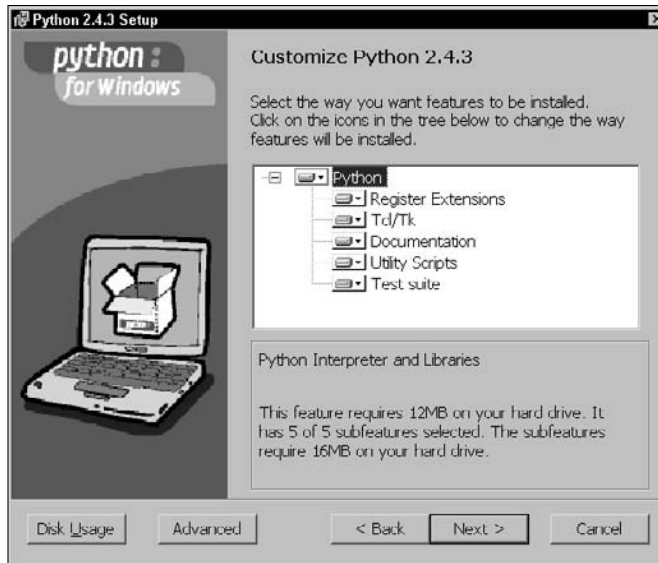 Python 2.4.3 Setup
python
for windows
Customize Python 2.4.3
Select the way you want features to be installed.
Click on the icons in the tree below to change the way
features will be installed.
Python
Register Extensions
Tcl/Tk
Documentation
Utility Scripts
Test suite
Python Interpreter and Libraries
This feature requires 12MB on your hard drive. It
has 5 of 5 subfeatures selected. The subfeatures
require 16MB on your hard drive.
Disk Usage
Advanced
< Back
Next >
Cancel